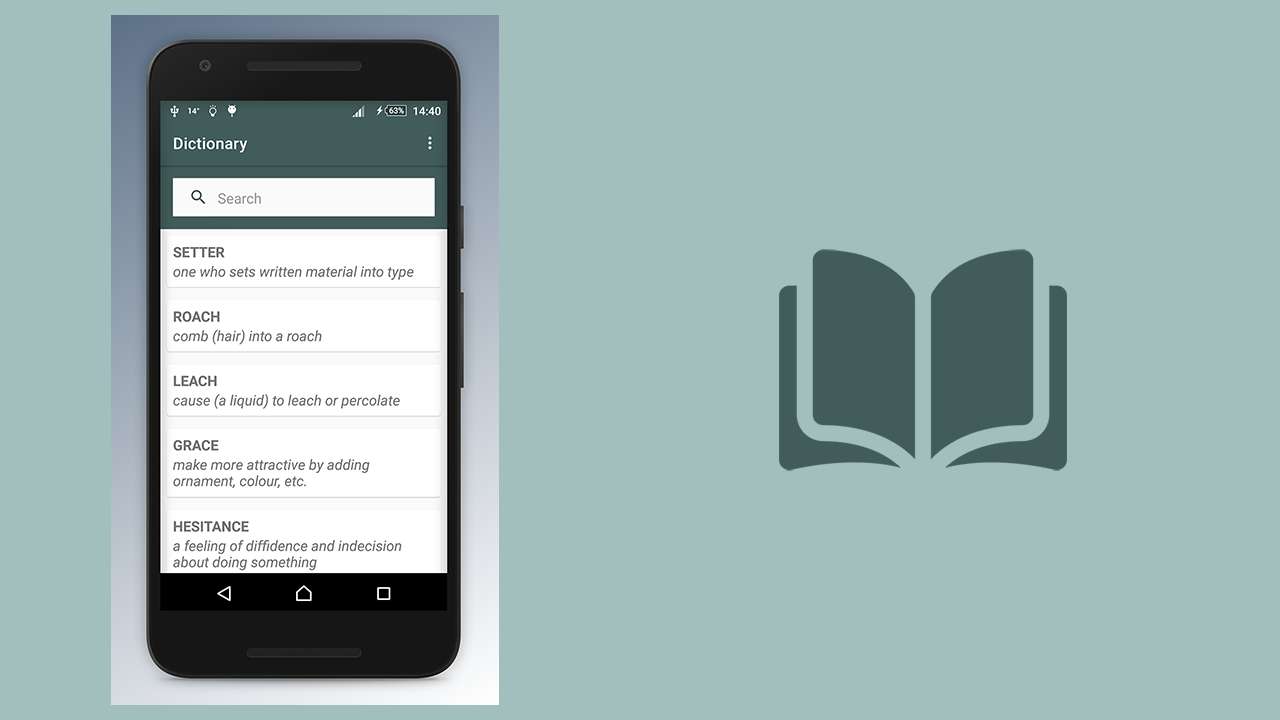 14° 63% 14:40
Dictionary
Search
SETTER
one who sets written material into type
ROACH
comb (hair) into a roach
LEACH
cause (a liquid) to leach or percolate
GRACE
make more attractive by adding
ornament, colour, etc.
HESITANCE
a feeling of diffidence and indecision
about doing something